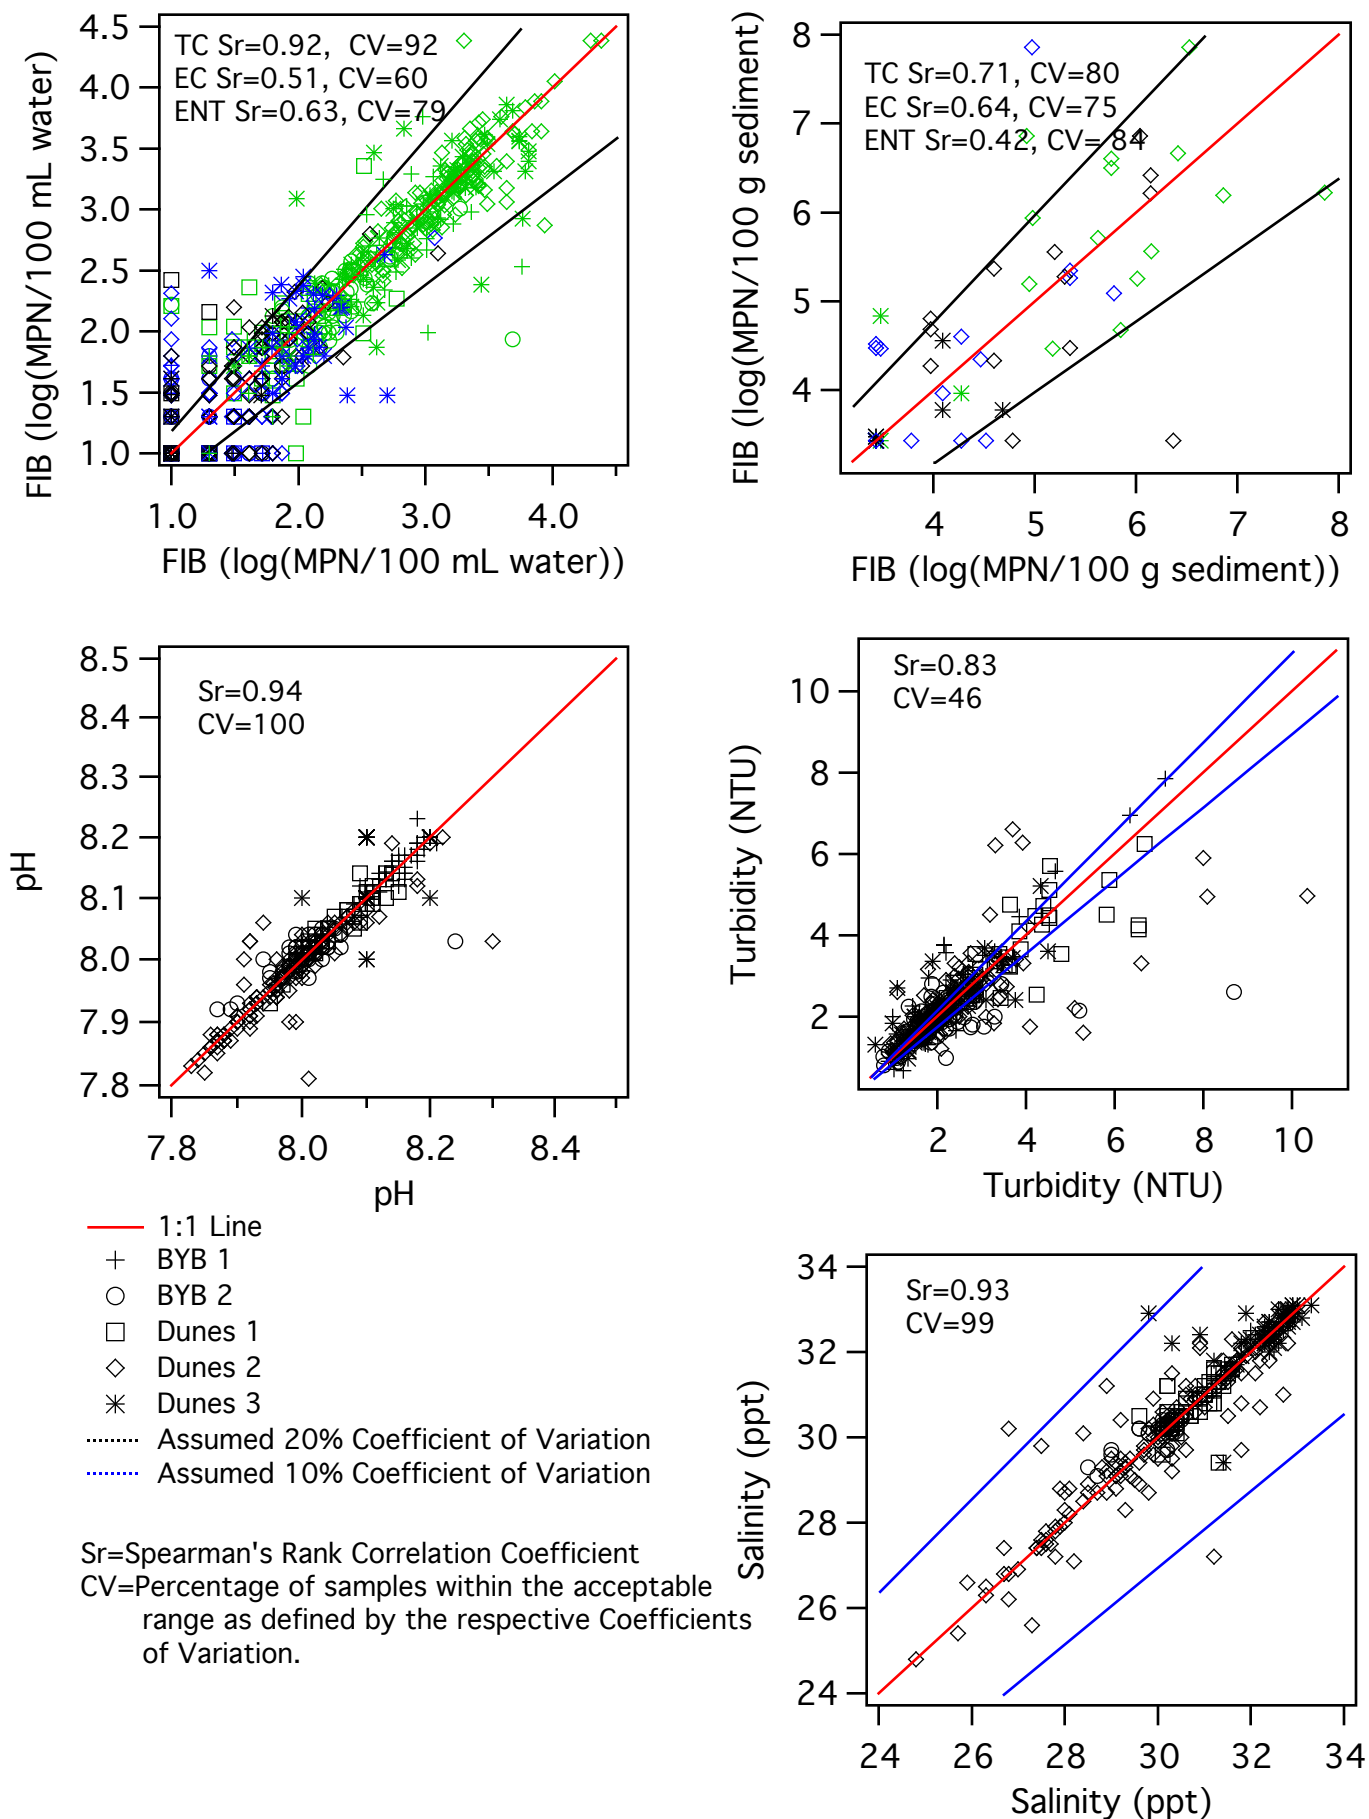 4.5
4.0
3.5
3.0
2.5
2.0
1.5
1.0
FIB (log(MPN/100 mL water)
TC Sr=0.92, CV=92
EC Sr=0.51, CV=60
ENT Sr=0.63, CV=79
1.0 2.0 3.0 4.0
FIB (log(MPN/100 mL water))
8
7
6
5
4
FIB (log(MPN/100 g sediment)
TC Sr=0.71, CV=80
EC Sr=0.64, CV=75
ENT Sr=0.42, CV= 84
4 5 6 7 8
FIB (log(MPN/100 g sediment))
8.5
8.4
8.3
8.2
8.1
8.0
7.9
7.8
pH
Sr=0.94
CV=100
7.8 8.0 8.2 8.4
pH
10
8
6
4
2
Turbidity (NTU)
Sr=0.83
CV=46
2 4 6 8 10
Turbidity (NTU)
1:1 Line
BYB 1
BYB 2
Dunes 1
Dunes 2
Dunes 3
Assumed 20% Coefficient of Variation
Assumed 10% Coefficient of Variation
Sr=Spearman's Rank Correlation Coefficient
CV=Percentage of samples within the acceptable
range as defined by the respective Coefficients
of Variation.
34
32
30
28
26
24
Salinity (ppt)
Sr=0.93
CV=99
24 26 28 30 32 34
Salinity (ppt)